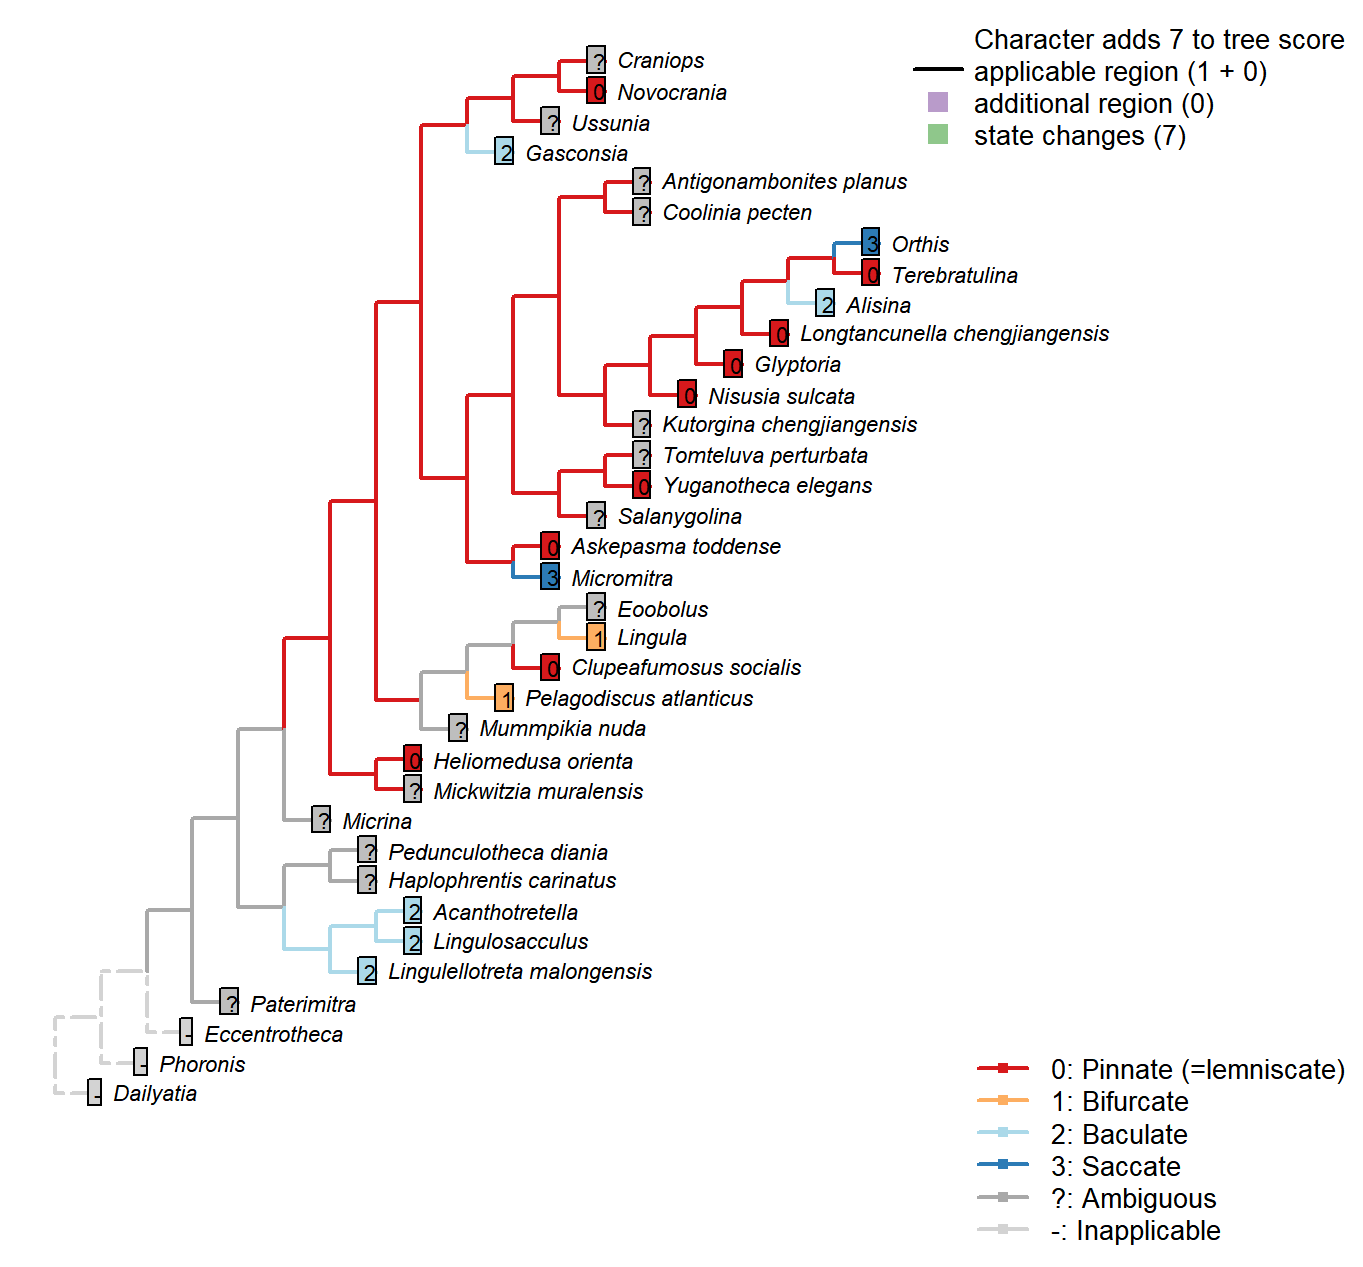 Character adds 7 to tree score
applicable region (1 + 0)
additional region (0)
state changes (7)
? Craniops
0 Novocrania
? Ussunia
2 Gasconsia
? Antigonambonites planus
? Coolinia pecten
3 Orthis
0 Terebratulina
2 Alisina
0 Longtancunella chengjiangensis
0 Glyptoria
0 Nisusia sulcata
? Kutorgina chengjiangensis
? Tomteluva perturbata
0 Yuganotheca elegans
? Salanygolina
0 Askepasma toddense
3 Micromitra
? Eoobolus
1 Lingula
0 Clupeafumosus socialis
1 Pelagodiscus atlanticus
? Mummpikia nuda
0 Heliomedusa orienta
? Mickwitzia muralensis
? Micrina
? Pedunculotheca diania
? Haplophrentis carinatus
2 Acanthotretella
2 Lingulosacculus
2 Lingulellotreta malongensis
? Paterimitra
- Eccentrotheca
- Phoronis
- Dailyatia
0: Pinnate (=lemniscate)
1: Bifurcate
2: Baculate
3: Saccate
?: Ambiguous
-: Inapplicable